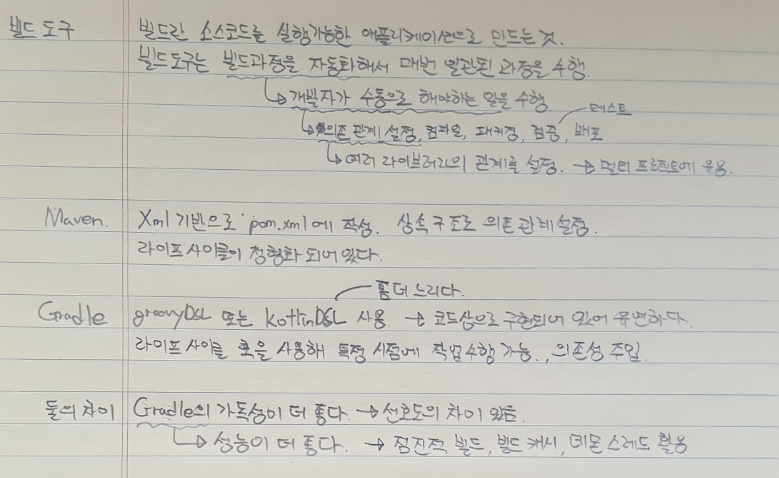 빌드 도구 빌드란 소스코드를 실행가능한 애플리케이션으로 만드는 것.
빌드도구는 빌드과정을 자동화해서 매번 일관된 과정을 수행.
↳ 개발자가 수동으로 해야하는 일을 수행.
테스트
↳ 의존 관계 설정, 컴파일, 패키징, 검증, 배포
↳ 여러 라이브러리의 관계를 설정. → 멀티 프로젝트에 유용.
Maven. Xml 기반으로 pom.xml에 작성. 상속구조로 의존관계설정.
라이프사이클이 정형화 되어있다.
좀 더 느리다.
Gradle groovyDSL 또는 kotlinDSL 사용 → 코드상으로 구현되어 있어 유연하다.
라이프 사이클 훅을 사용해 특정 시점에 작업수행 가능., 의존성 주입.
둘의 차이 Gradle의 가독성이 더 좋다. → 선호도의 차이 있음.
↳ 성능이 더 좋다. → 점진적 빌드, 빌드 캐시, 데몬 스레드 활용